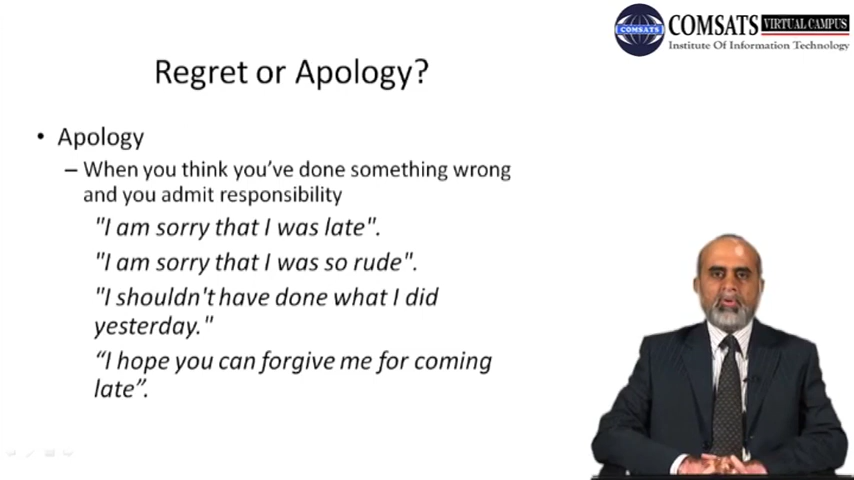 COMSATS VIRTUAL CAMPUS
COMSATS
Institute Of Information Technology
Regret or Apology?
• Apology
– When you think you've done something wrong
and you admit responsibility
"I am sorry that I was late".
"I am sorry that I was so rude".
"I shouldn't have done what I did
yesterday."
“I hope you can forgive me for coming
late”.